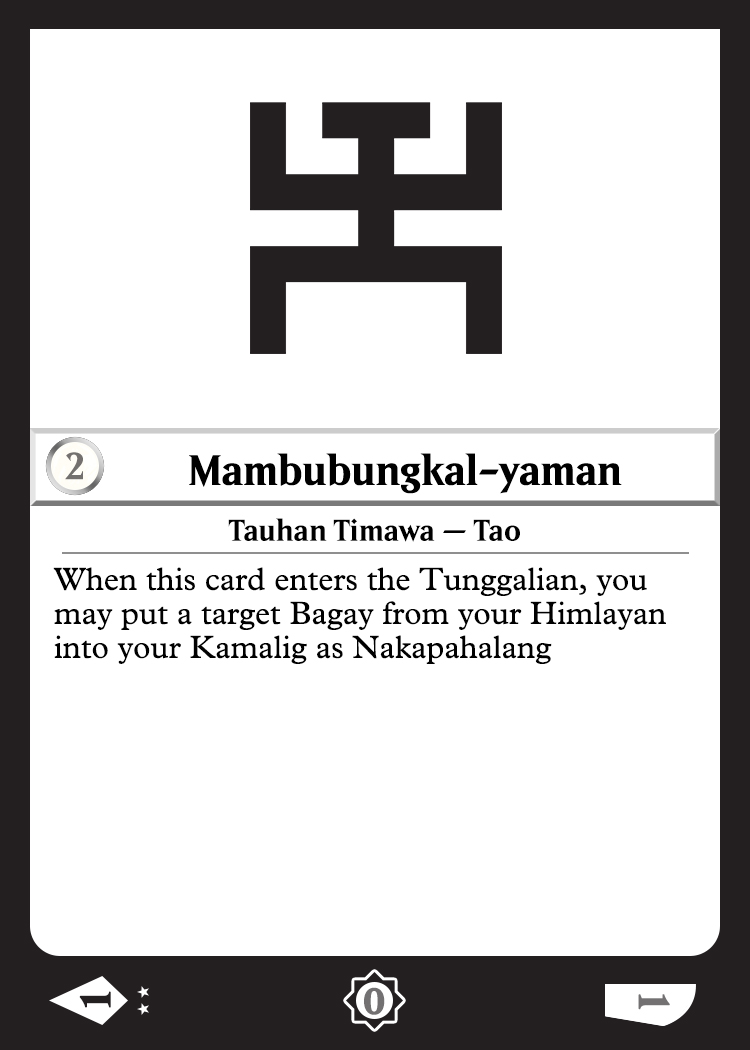 2
Mambubungkal-yaman
Tauhan Timawa — Tao
When this card enters the Tunggalian, you
may put a target Bagay from your Himlayan
into your Kamalig as Nakapahalang
1 0 1